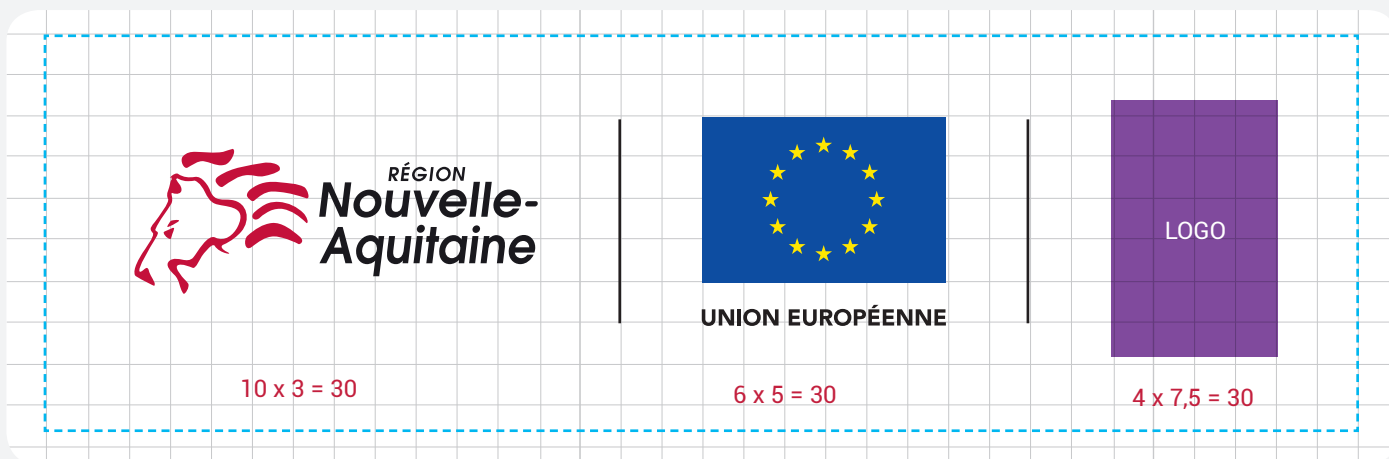 RÉGION
Nouvelle-
Aquitaine
UNION EUROPÉENNE
LOGO
10 x 3 = 30
6 x 5 = 30
4 x 7,5 = 30